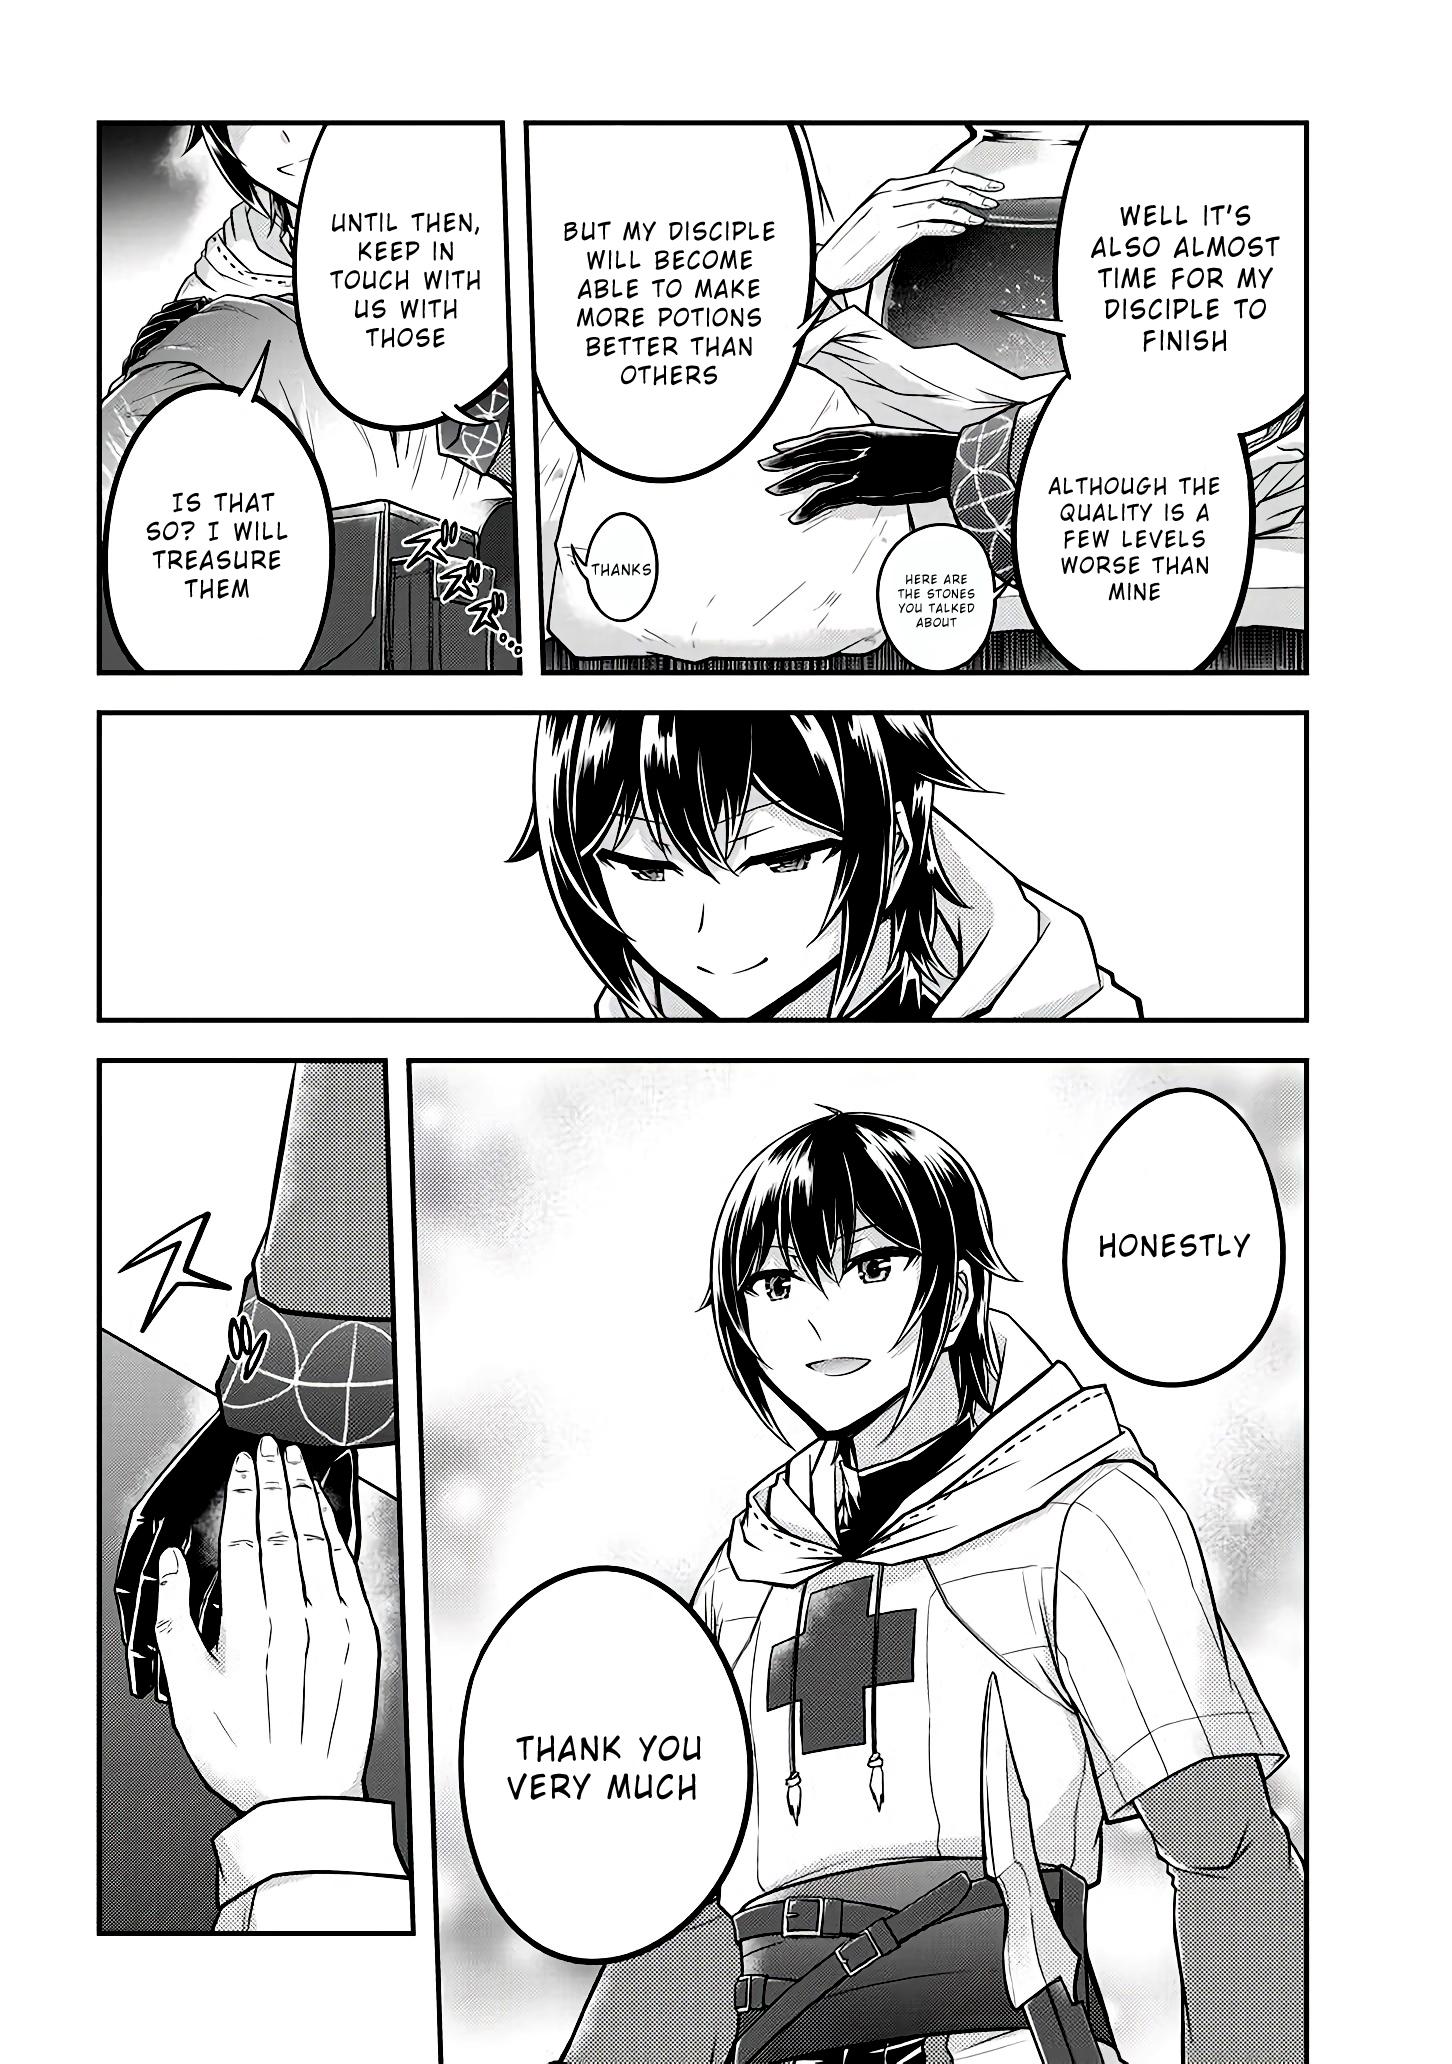 WELL IT'S
ALSO ALMOST
TIME FOR MY
DISCIPLE TO
FINISH
ALTHOUGH THE
QUALITY IS A
FEW LEVELS
WORSE THAN
MINE
BUT MY DISCIPLE
WILL BECOME
ABLE TO MAKE
MORE POTIONS
BETTER THAN
OTHERS
HERE ARE
THE STONES
YOU TALKED
ABOUT
THANKS
UNTIL THEN,
KEEP IN
TOUCH WITH
US WITH
THOSE
IS THAT
SO? I WILL
TREASURE
THEM
ズズズ...
HONESTLY
THANK YOU
VERY MUCH
ス